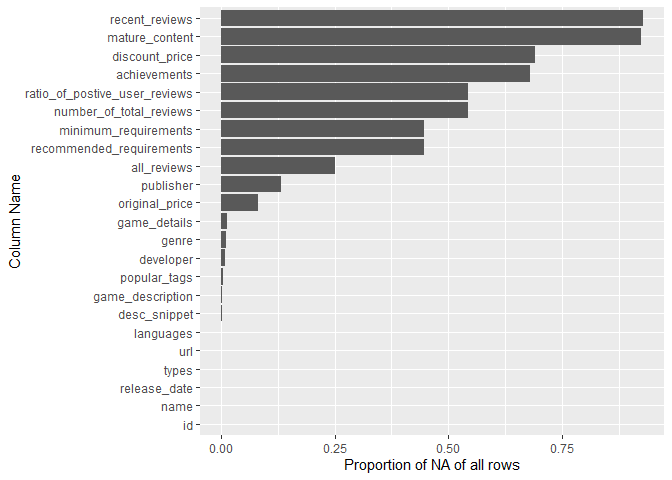 recent_reviews
mature_content
discount_price
achievements
ratio_of_postive_user_reviews
number_of_total_reviews
minimum_requirements
recommended_requirements
all_reviews
publisher
original_price
game_details
genre
developer
popular_tags
game_description
desc_snippet
languages
url
types
release_date
name
id
Column Name
0.00 0.25 0.50 0.75
Proportion of NA of all rows